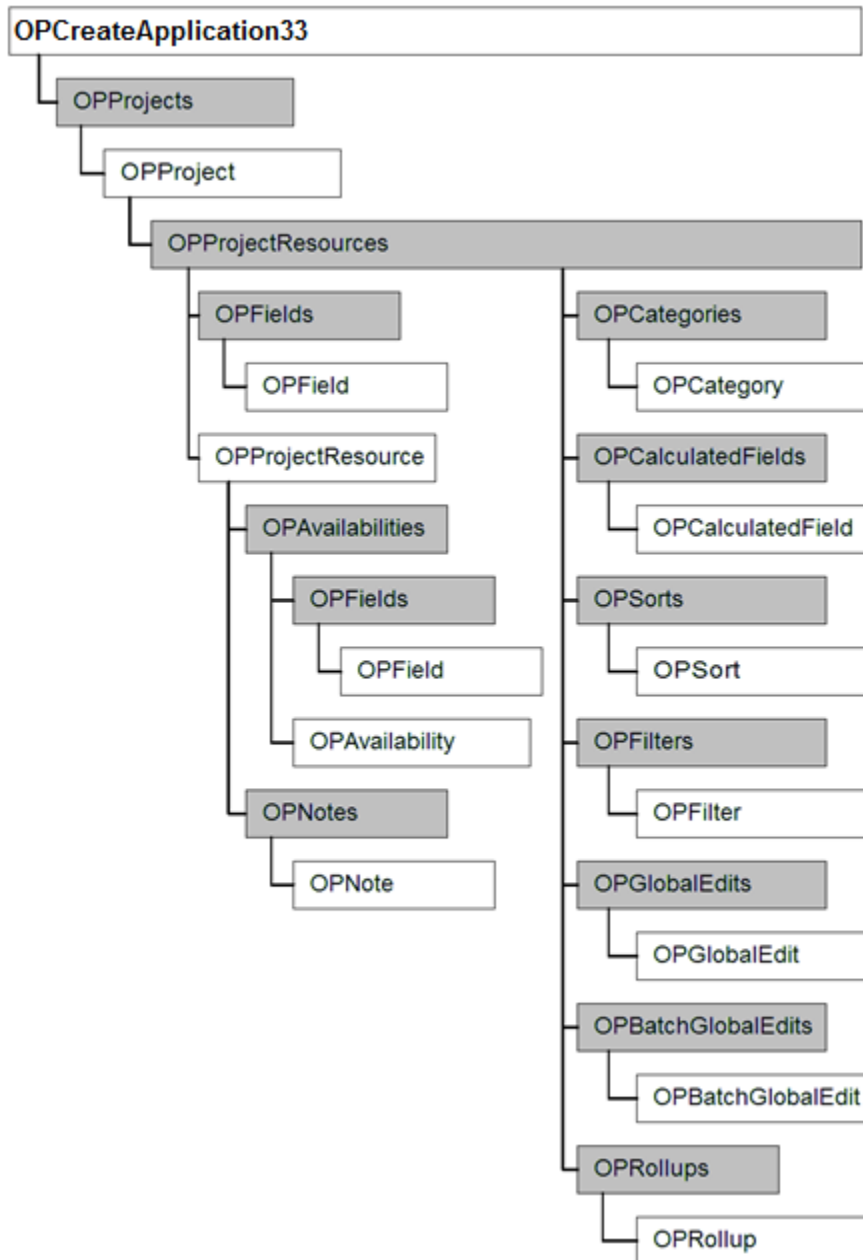 OPCreateApplication33
OPProjects
OPProject
OPProjectResources
OPFields
OPField
OPProjectResource
OPAvailabilities
OPFields
OPField
OPAvailability
OPNotes
OPNote
OPCategories
OPCategory
OPCalculatedFields
OPCalculatedField
OPSorts
OPSort
OPFilters
OPFilter
OPGlobalEdits
OPGlobalEdit
OPBatchGlobalEdits
OPBatchGlobalEdit
OPRollups
OPRollup